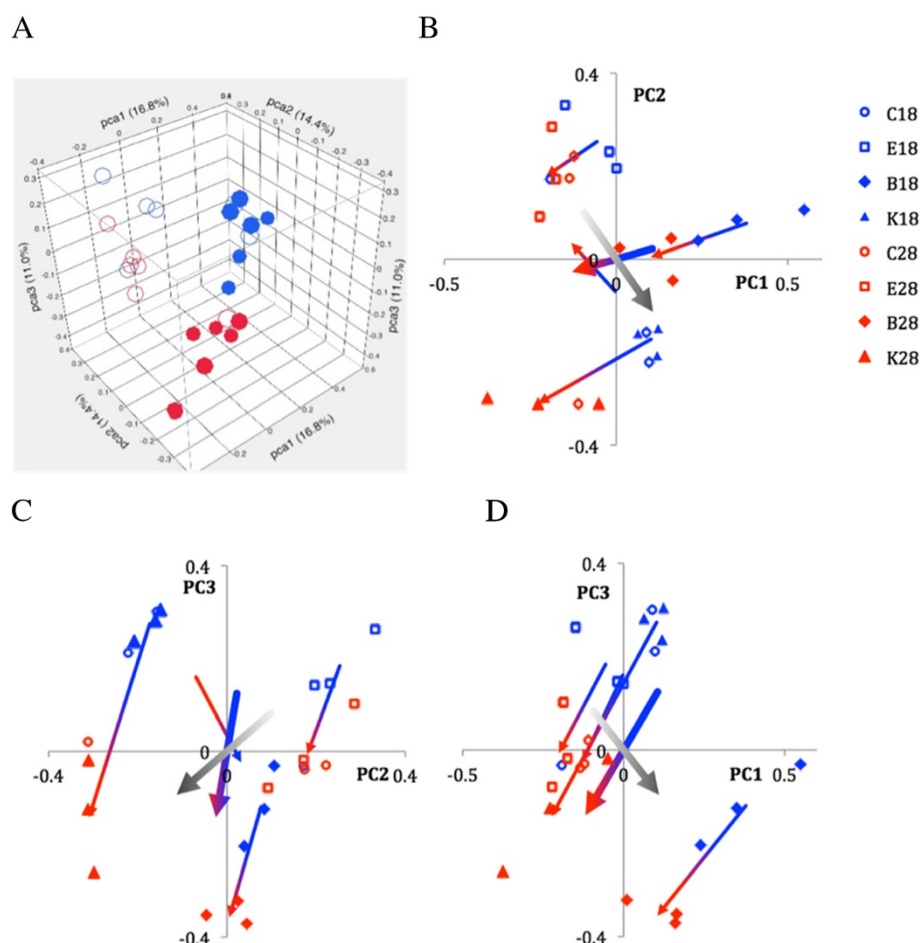 A
B
pca1 (16.8%)
pca2 (14.4%)
pca3 (11.0%)
pca3 (11.0%)
pca2 (14.4%)
pca1 (16.8%)
0.4
PC2
-0.5
0
0
PC1
0.5
-0.4
C18
E18
B18
K18
C28
E28
B28
K28
C
D
0.4
PC3
-0.4
0
0
PC2
0.4
-0.4
0.4
PC3
-0.5
0
0
PC1
0.5
-0.4